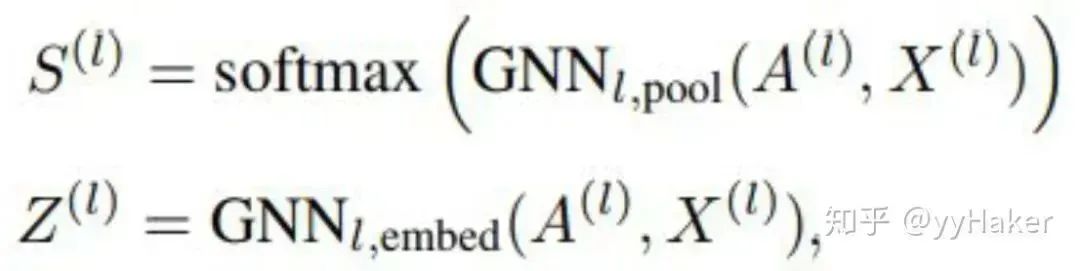 S^{(l)} = softmax ( GNN_{l,pool}(A^{(l)}, X^{(l)}) )
Z^{(l)} = GNN_{l,embed}(A^{(l)}, X^{(l)}),
知乎 @yyHaker